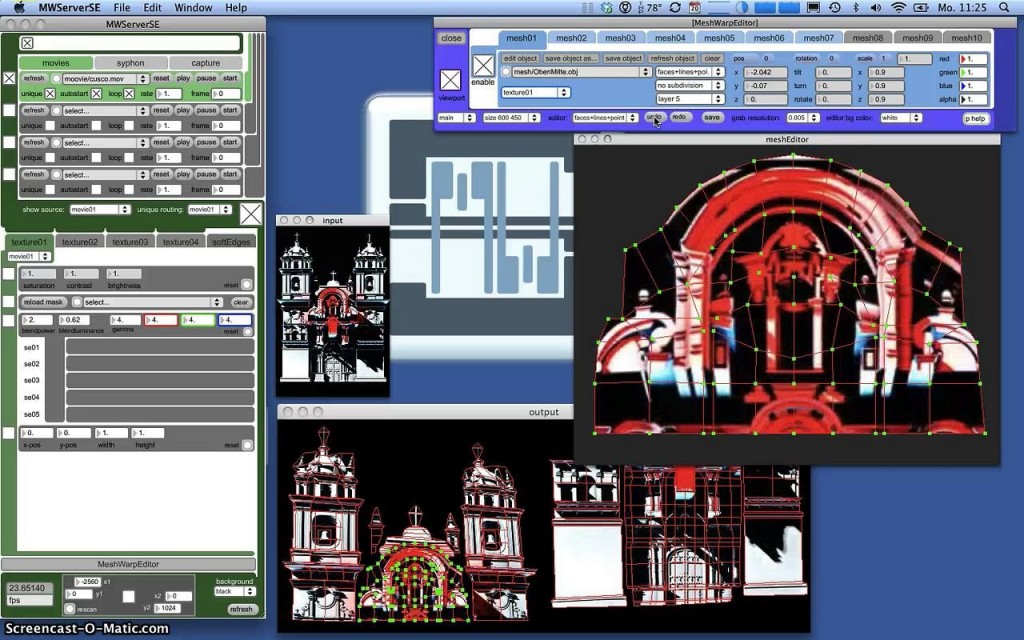 MWServerSE File Edit Window Help 78° 20 Mo. 11:25
MWServerSE
movies syphon capture
refresh moovie/cusco.mov reset play pause start
unique autostart loop rate 1. frame 0
refresh select... reset play pause start
unique autostart loop rate 1. frame 0
refresh select... reset play pause start
unique autostart loop rate 1. frame 0
refresh select... reset play pause start
unique autostart loop rate 1. frame 0
show source: movie01 unique routing: movie01
texture01 texture02 texture03 texture04 softEdges
movie01
1. 1. 1.
saturation contrast brightness reset
reload mask select... clear
2. 0.62 4. 4. 4. 4.
blendpower blendluminance gamma reset
se01
se02
se03
se04
se05
0. 0. 1. 1.
x-pos y-pos width height reset
MeshWarpEditor
23.65140
fps
-2560 x1
0 y1
rescan
x2 0
y2 1024
background
black
refresh
[MeshWarpEditor]
close mesh01 mesh02 mesh03 mesh04 mesh05 mesh06 mesh07 mesh08 mesh09 mesh10
viewport
enable
edit object save object as... save object refresh object clear pos 0 rotation 0 scale 1 1. red 1.
mesh/ObenMitte.obj faces+lines+poi. x -2.042 tilt 0. x 0.9 green 1.
no subdivision y -0.07 turn 0. y 0.9 blue 1.
texture01 layer 5 z 0. rotate 0. z 0.9 alpha 1.
main size 600 450 editor: faces+lines+point undo redo save grab resolution: 0.005 editor bg color: white p help
meshEditor
input
output
Screencast-O-Matic.com